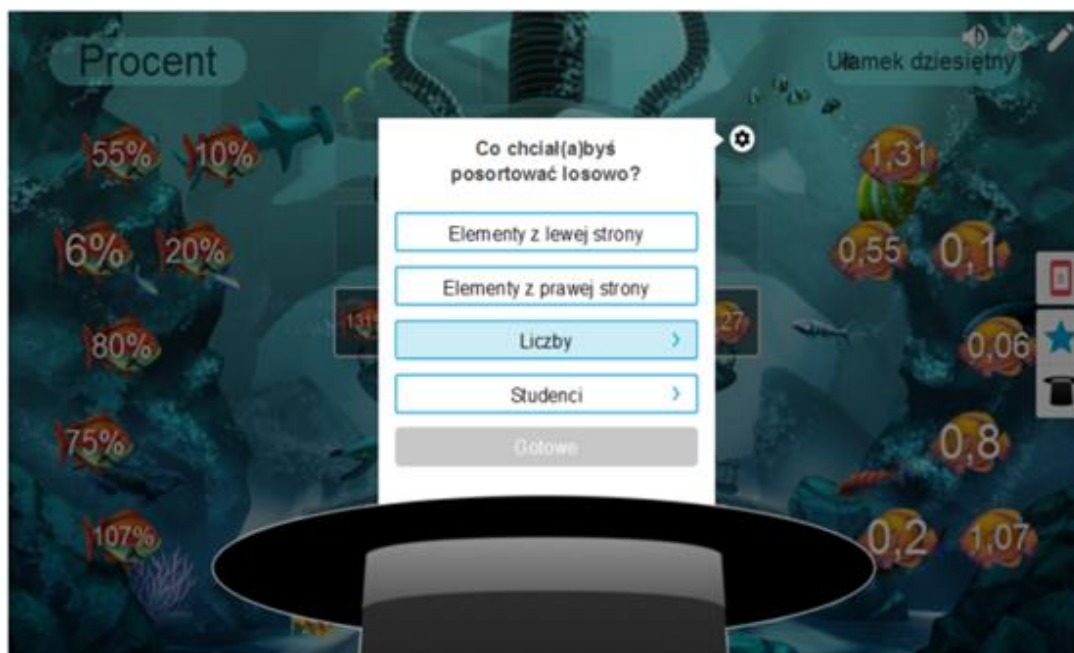 Procent
Ułamek dziesiętny
55%
10%
1,31
6%
20%
0,55
0,1
80%
0,06
75%
0,8
107%
0,2
1,07
Co chciał(a)byś
posortować losowo?
Elementy z lewej strony
Elementy z prawej strony
Liczby
Studenci
Gotowe